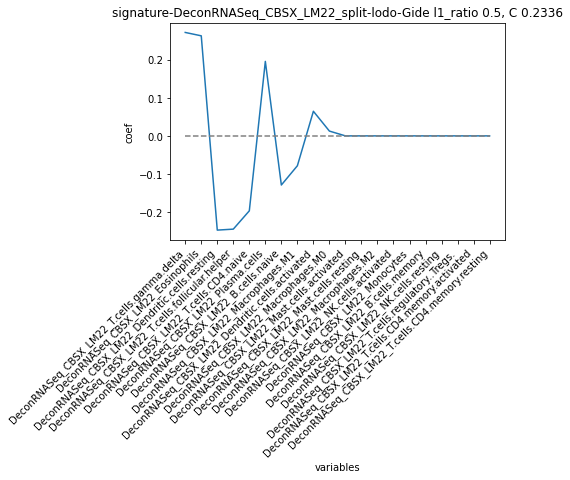 signature-DeconRNASeq_CBSX_LM22_split-lodo-Gide l1_ratio 0.5, C 0.2336
coef
0.2
0.1
0.0
−0.1
−0.2
DeconRNASeq_CBSX_LM22_T.cells.gamma.delta
DeconRNASeq_CBSX_LM22_Eosinophils
DeconRNASeq_CBSX_LM22_Dendritic.cells.resting
DeconRNASeq_CBSX_LM22_T.cells.follicular.helper
DeconRNASeq_CBSX_LM22_T.cells.CD4.naive
DeconRNASeq_CBSX_LM22_Plasma.cells
DeconRNASeq_CBSX_LM22_B.cells.naive
DeconRNASeq_CBSX_LM22_Macrophages.M1
DeconRNASeq_CBSX_LM22_Dendritic.cells.activated
DeconRNASeq_CBSX_LM22_Macrophages.M0
DeconRNASeq_CBSX_LM22_Mast.cells.activated
DeconRNASeq_CBSX_LM22_Mast.cells.resting
DeconRNASeq_CBSX_LM22_Macrophages.M2
DeconRNASeq_CBSX_LM22_NK.cells.activated
DeconRNASeq_CBSX_LM22_Monocytes
DeconRNASeq_CBSX_LM22_B.cells.memory
DeconRNASeq_CBSX_LM22_NK.cells.resting
DeconRNASeq_CBSX_LM22_T.cells.regulatory..Tregs.
DeconRNASeq_CBSX_LM22_T.cells.CD4.memory.activated
DeconRNASeq_CBSX_LM22_T.cells.CD4.memory.resting
variables